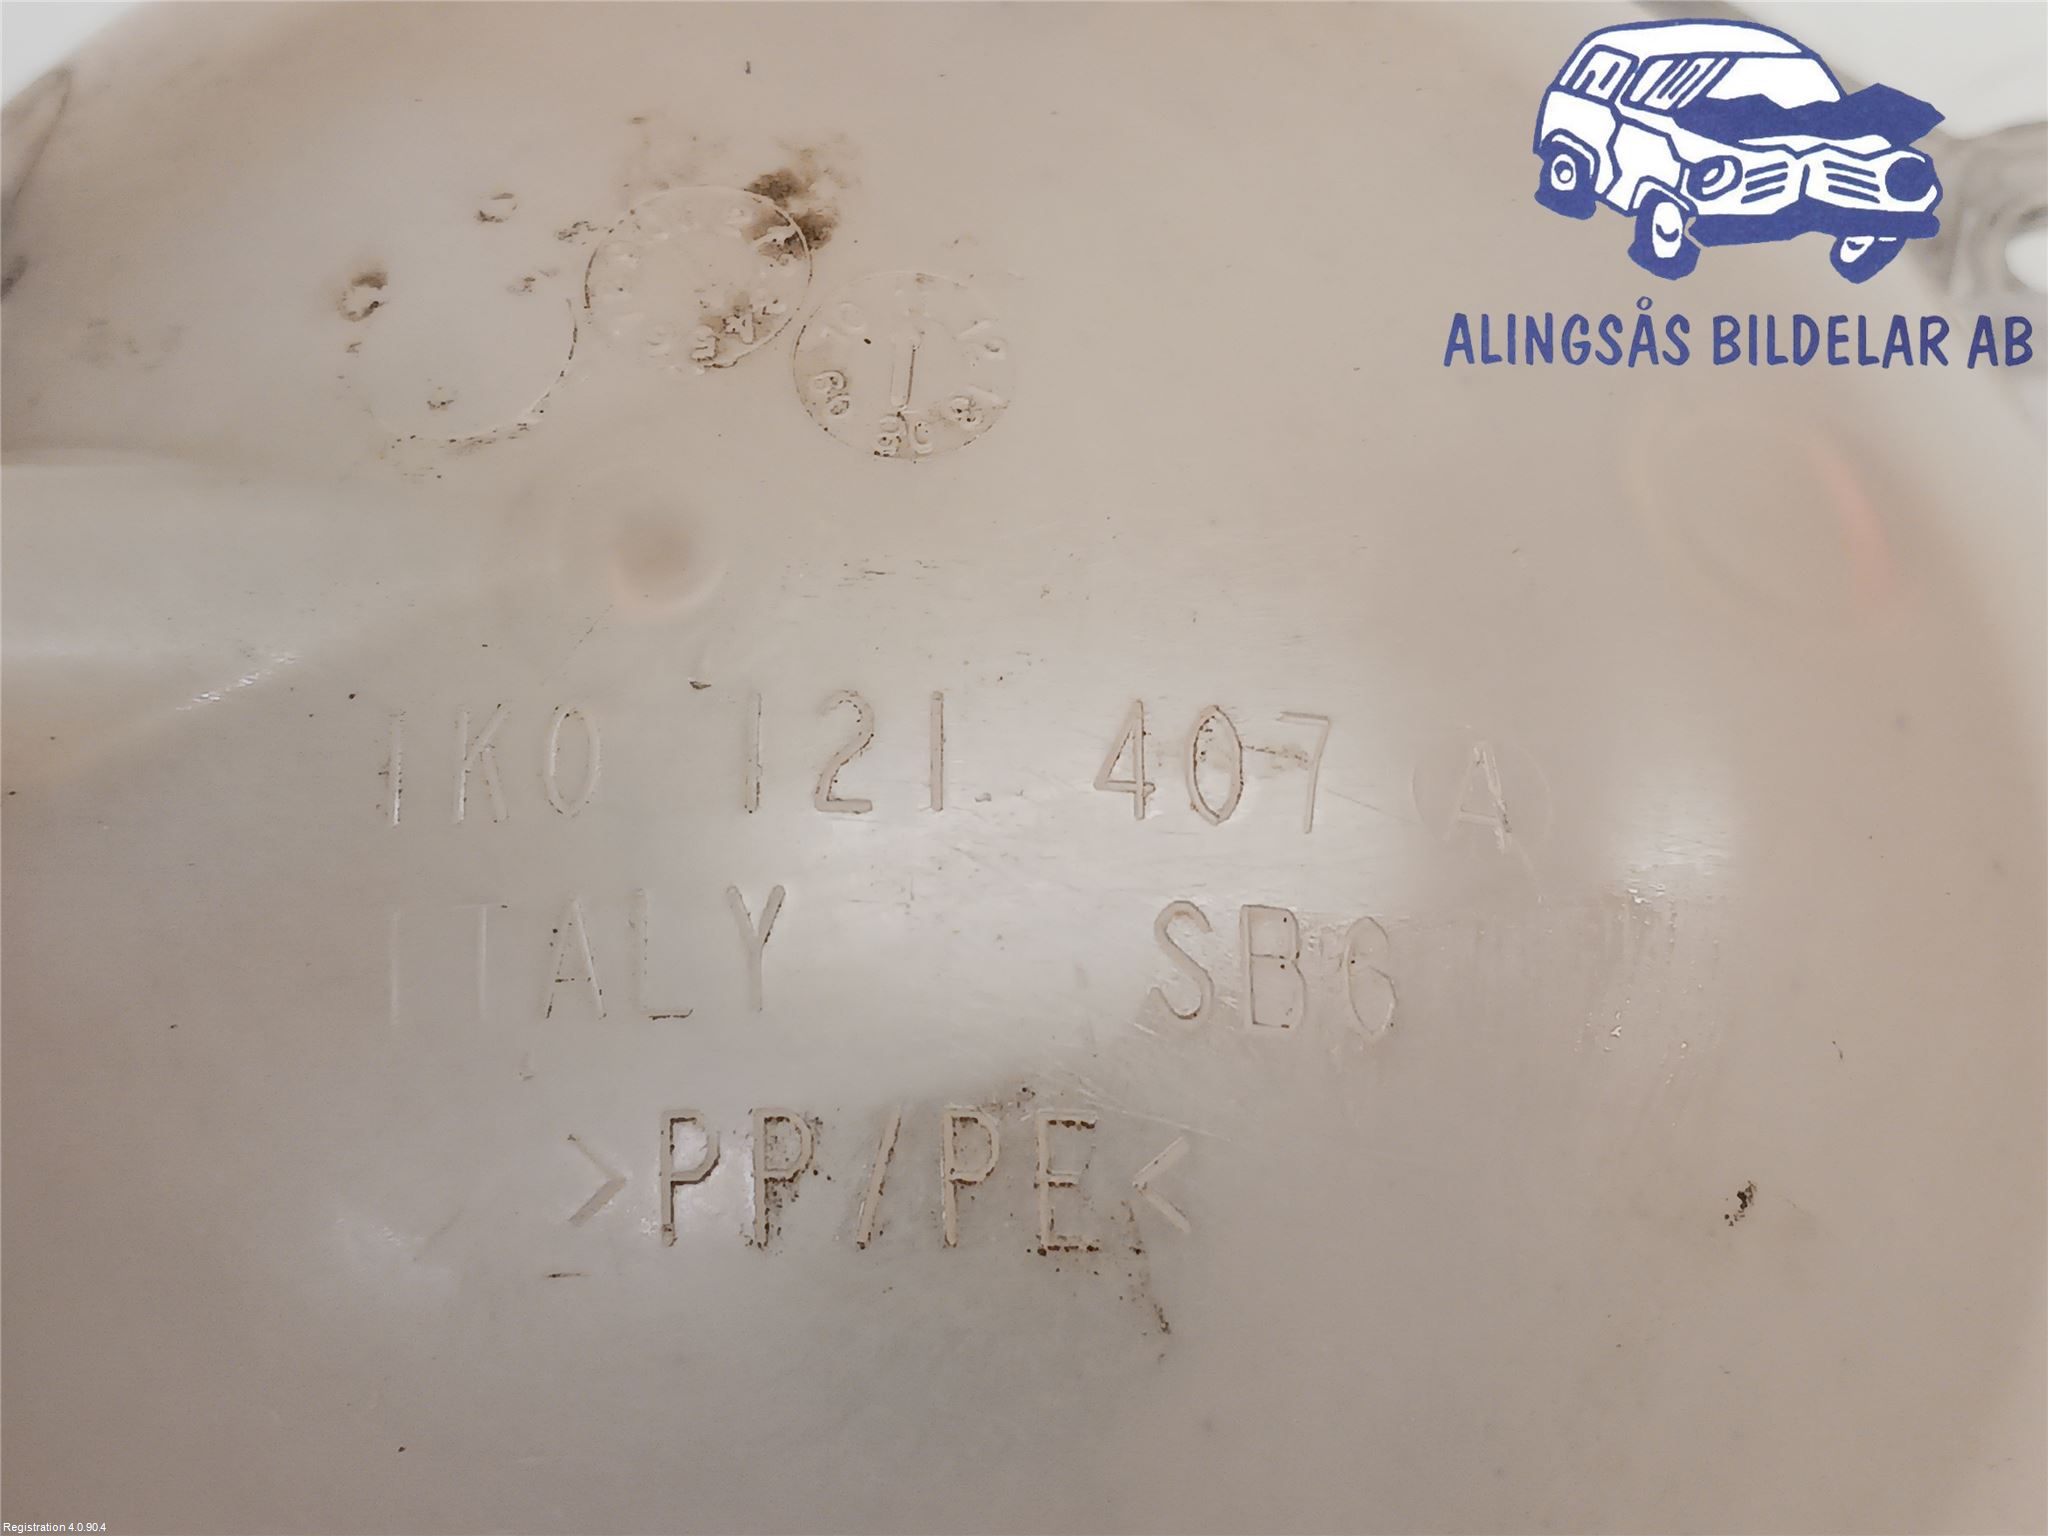 ALINGSÅS BILDELAR AB
1K0 121 407 A
ITALY SB6
>PP/PE<
Registration 4.0.90.4